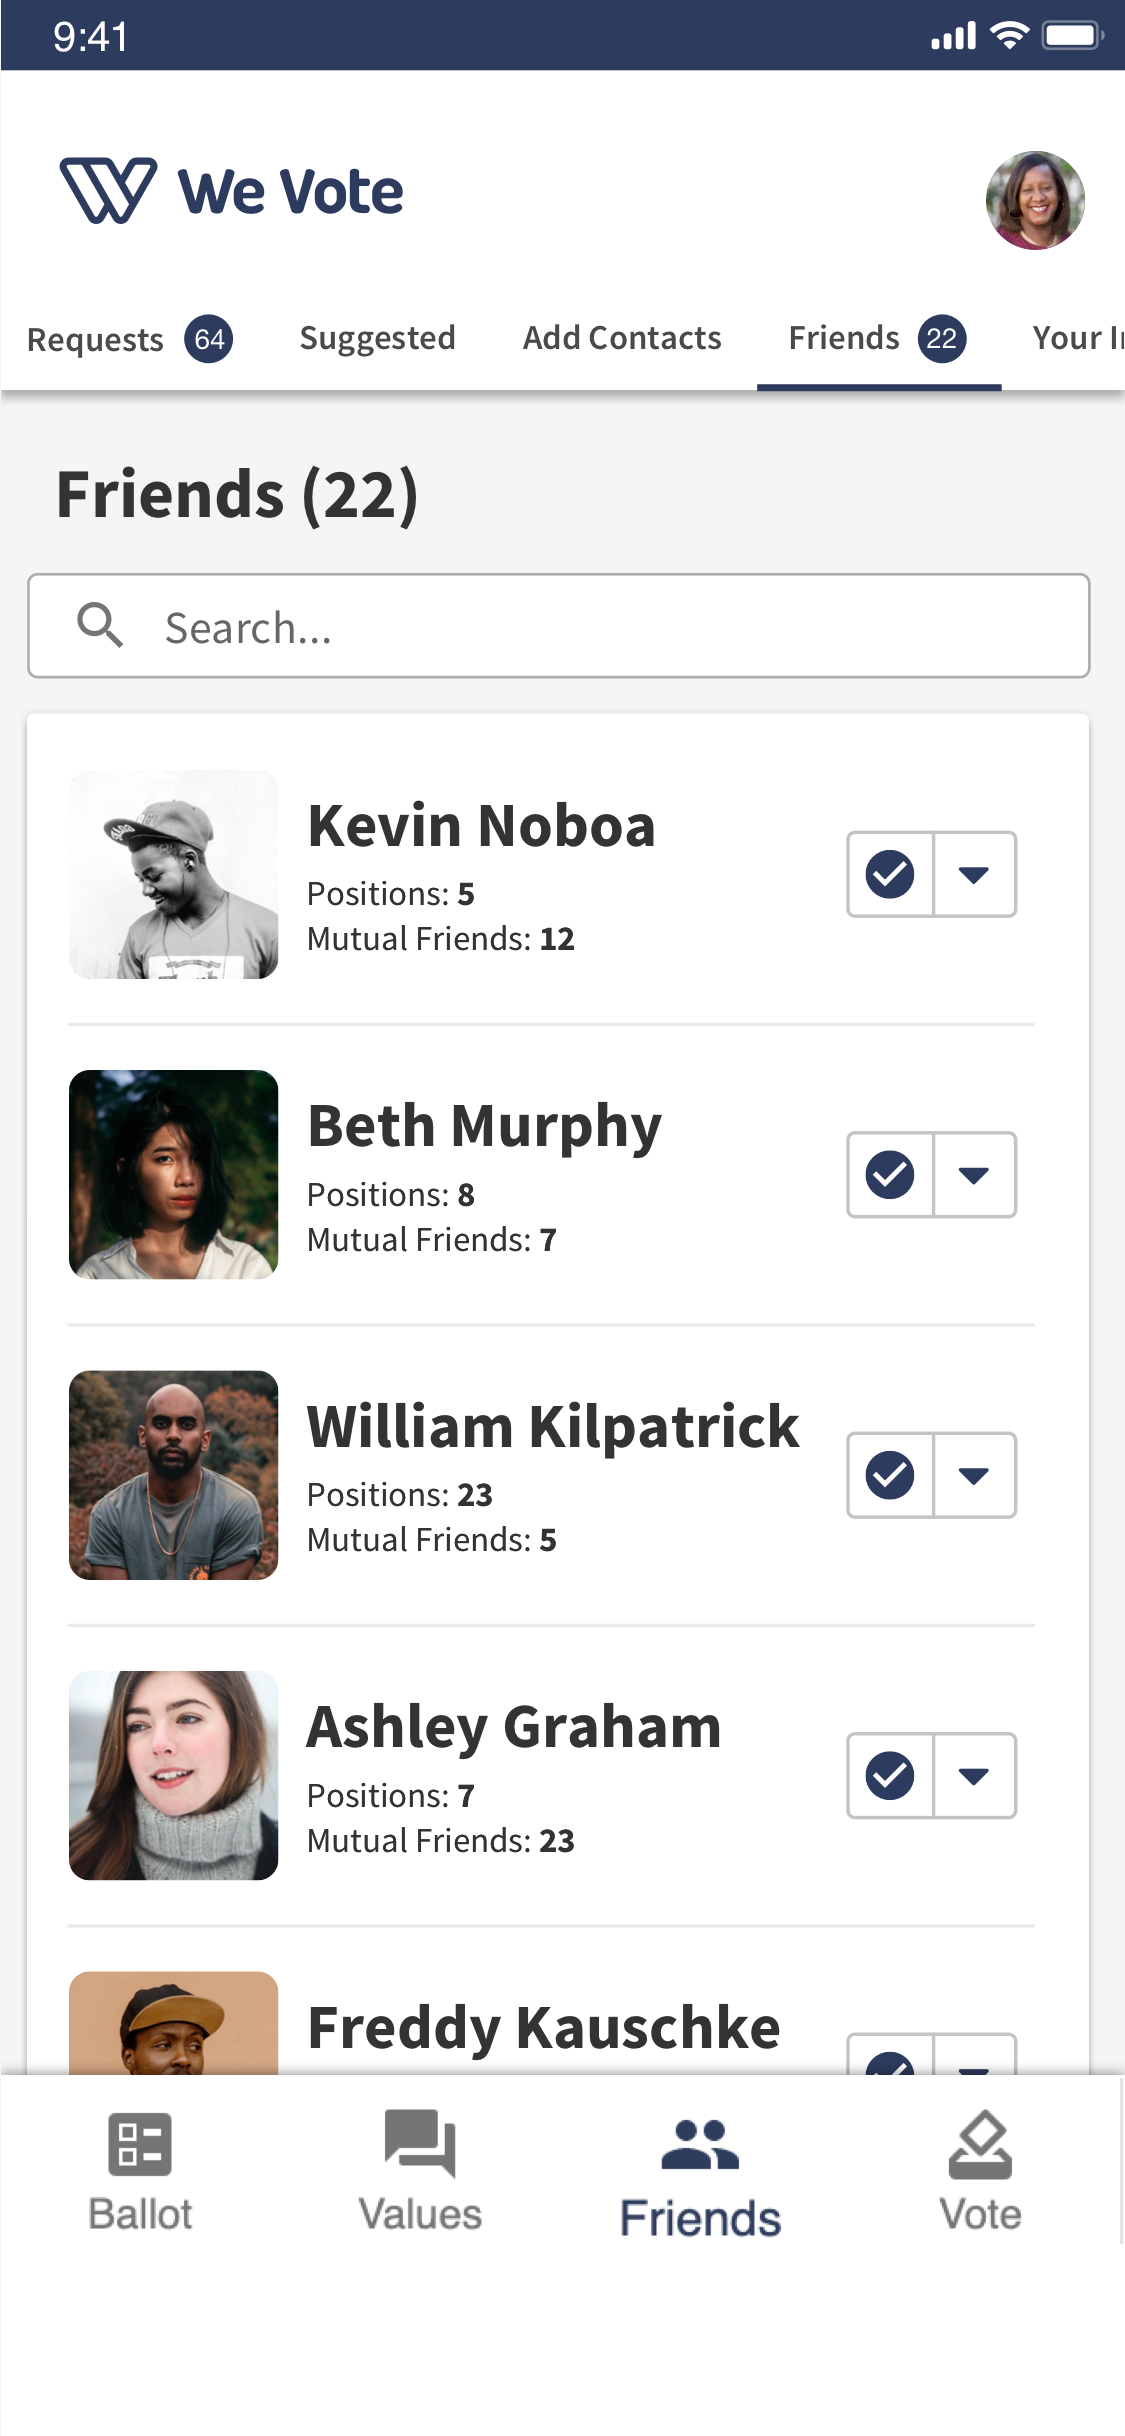 9:41
We Vote
Requests 64 Suggested Add Contacts Friends 22 Your
Friends (22)
Search...
Kevin Noboa
Positions: 5
Mutual Friends: 12
Beth Murphy
Positions: 8
Mutual Friends: 7
William Kilpatrick
Positions: 23
Mutual Friends: 5
Ashley Graham
Positions: 7
Mutual Friends: 23
Freddy Kauschke
Ballot Values Friends Vote